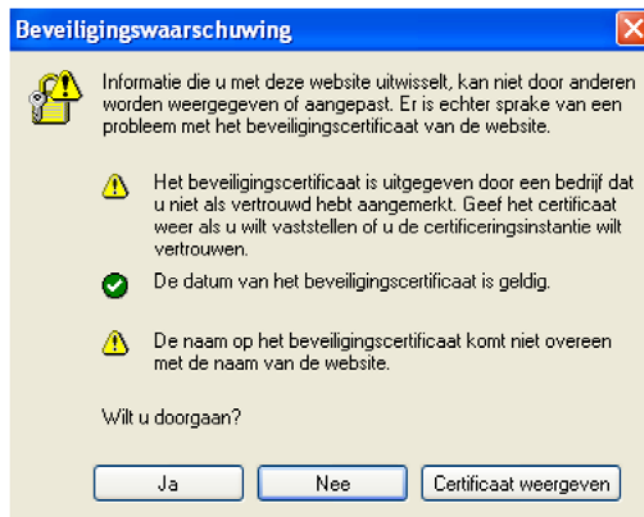 Beveiligingswaarschuwing
Informatie die u met deze website uitwisselt, kan niet door anderen
worden weergegeven of aangepast. Er is echter sprake van een
probleem met het beveiligingscertificaat van de website.
Het beveiligingscertificaat is uitgegeven door een bedrijf dat
u niet als vertrouwd hebt aangemerkt. Geef het certificaat
weer als u wilt vaststellen of u de certificeringsinstantie wilt
vertrouwen.
De datum van het beveiligingscertificaat is geldig.
De naam op het beveiligingscertificaat komt niet overeen
met de naam van de website.
Wilt u doorgaan?
Ja Nee Certificaat weergeven